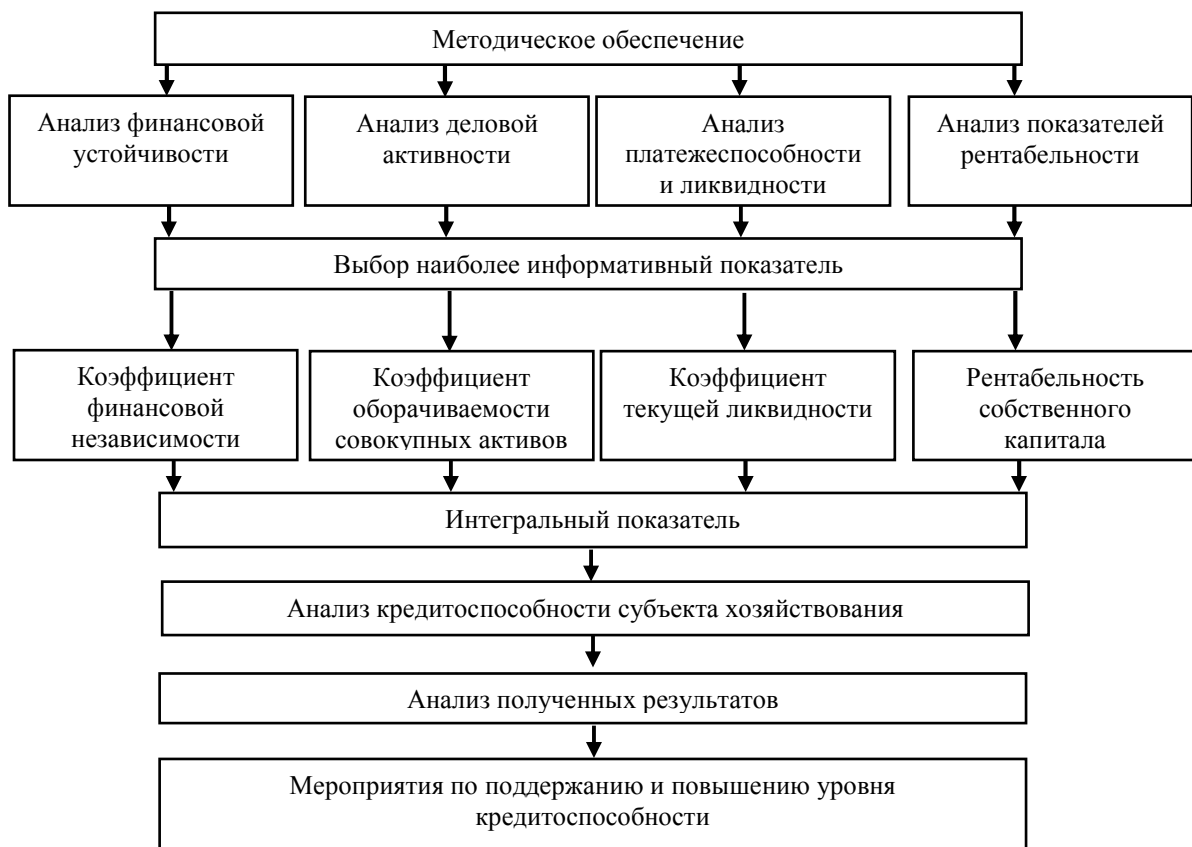 Методическое обеспечение
Анализ финансовой
устойчивости
Анализ деловой
активности
Анализ
платежеспособности
и ликвидности
Анализ показателей
рентабельности
Выбор наиболее информативный показатель
Коэффициент
финансовой
независимости
Коэффициент
оборачиваемости
совокупных активов
Коэффициент
текущей ликвидности
Рентабельность
собственного
капитала
Интегральный показатель
Анализ кредитоспособности субъекта хозяйствования
Анализ полученных результатов
Мероприятия по поддержанию и повышению уровня
кредитоспособности